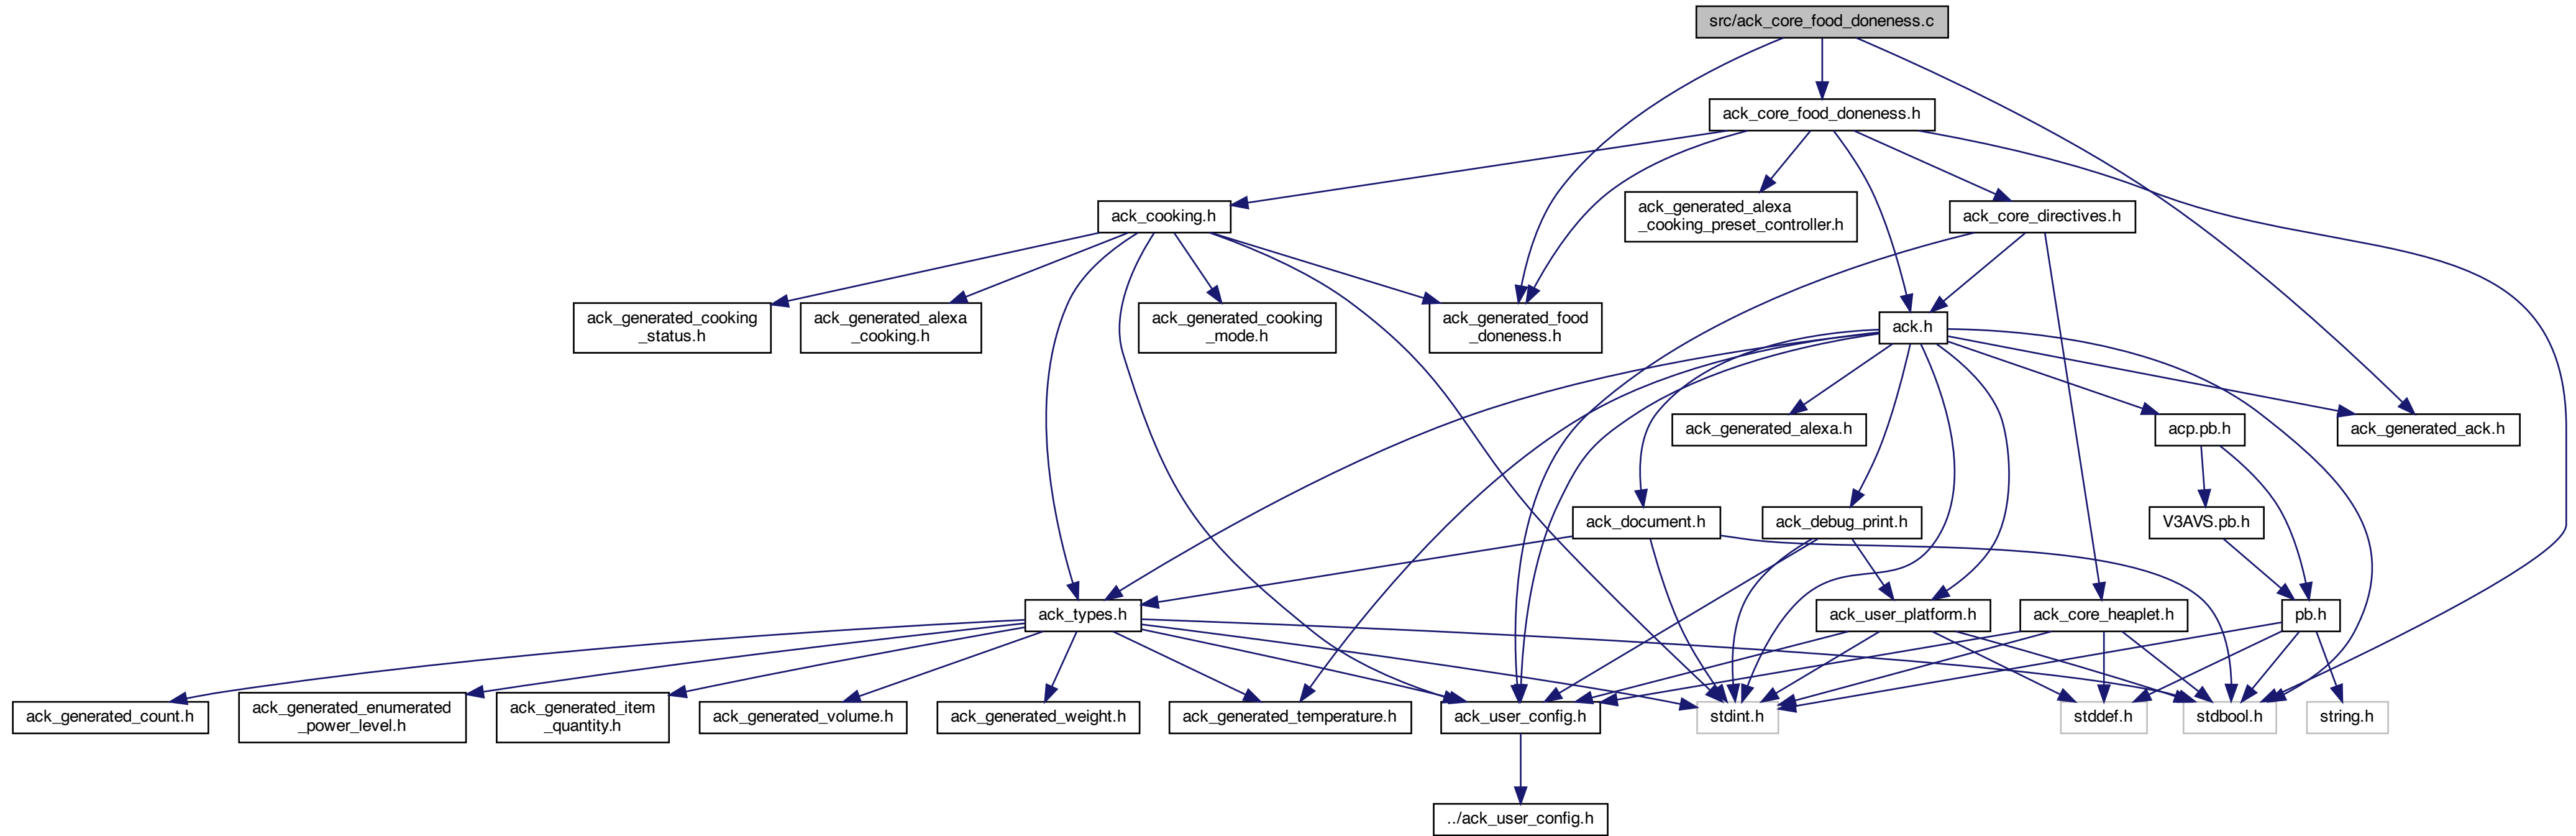 src/ack_core_food_doneness.c
ack_core_food_doneness.h
ack_cooking.h
ack_generated_alexa
_cooking_preset_controller.h
ack_core_directives.h
ack_generated_cooking
_status.h
ack_generated_alexa
_cooking.h
ack_generated_cooking
_mode.h
ack_generated_food
_doneness.h
ack.h
ack_generated_alexa.h
acp.pb.h
ack_generated_ack.h
ack_document.h
ack_debug_print.h
V3AVS.pb.h
ack_types.h
ack_user_platform.h
ack_core_heaplet.h
pb.h
ack_generated_count.h
ack_generated_enumerated
_power_level.h
ack_generated_item
_quantity.h
ack_generated_volume.h
ack_generated_weight.h
ack_generated_temperature.h
ack_user_config.h
stdint.h
stddef.h
stdbool.h
string.h
../ack_user_config.h